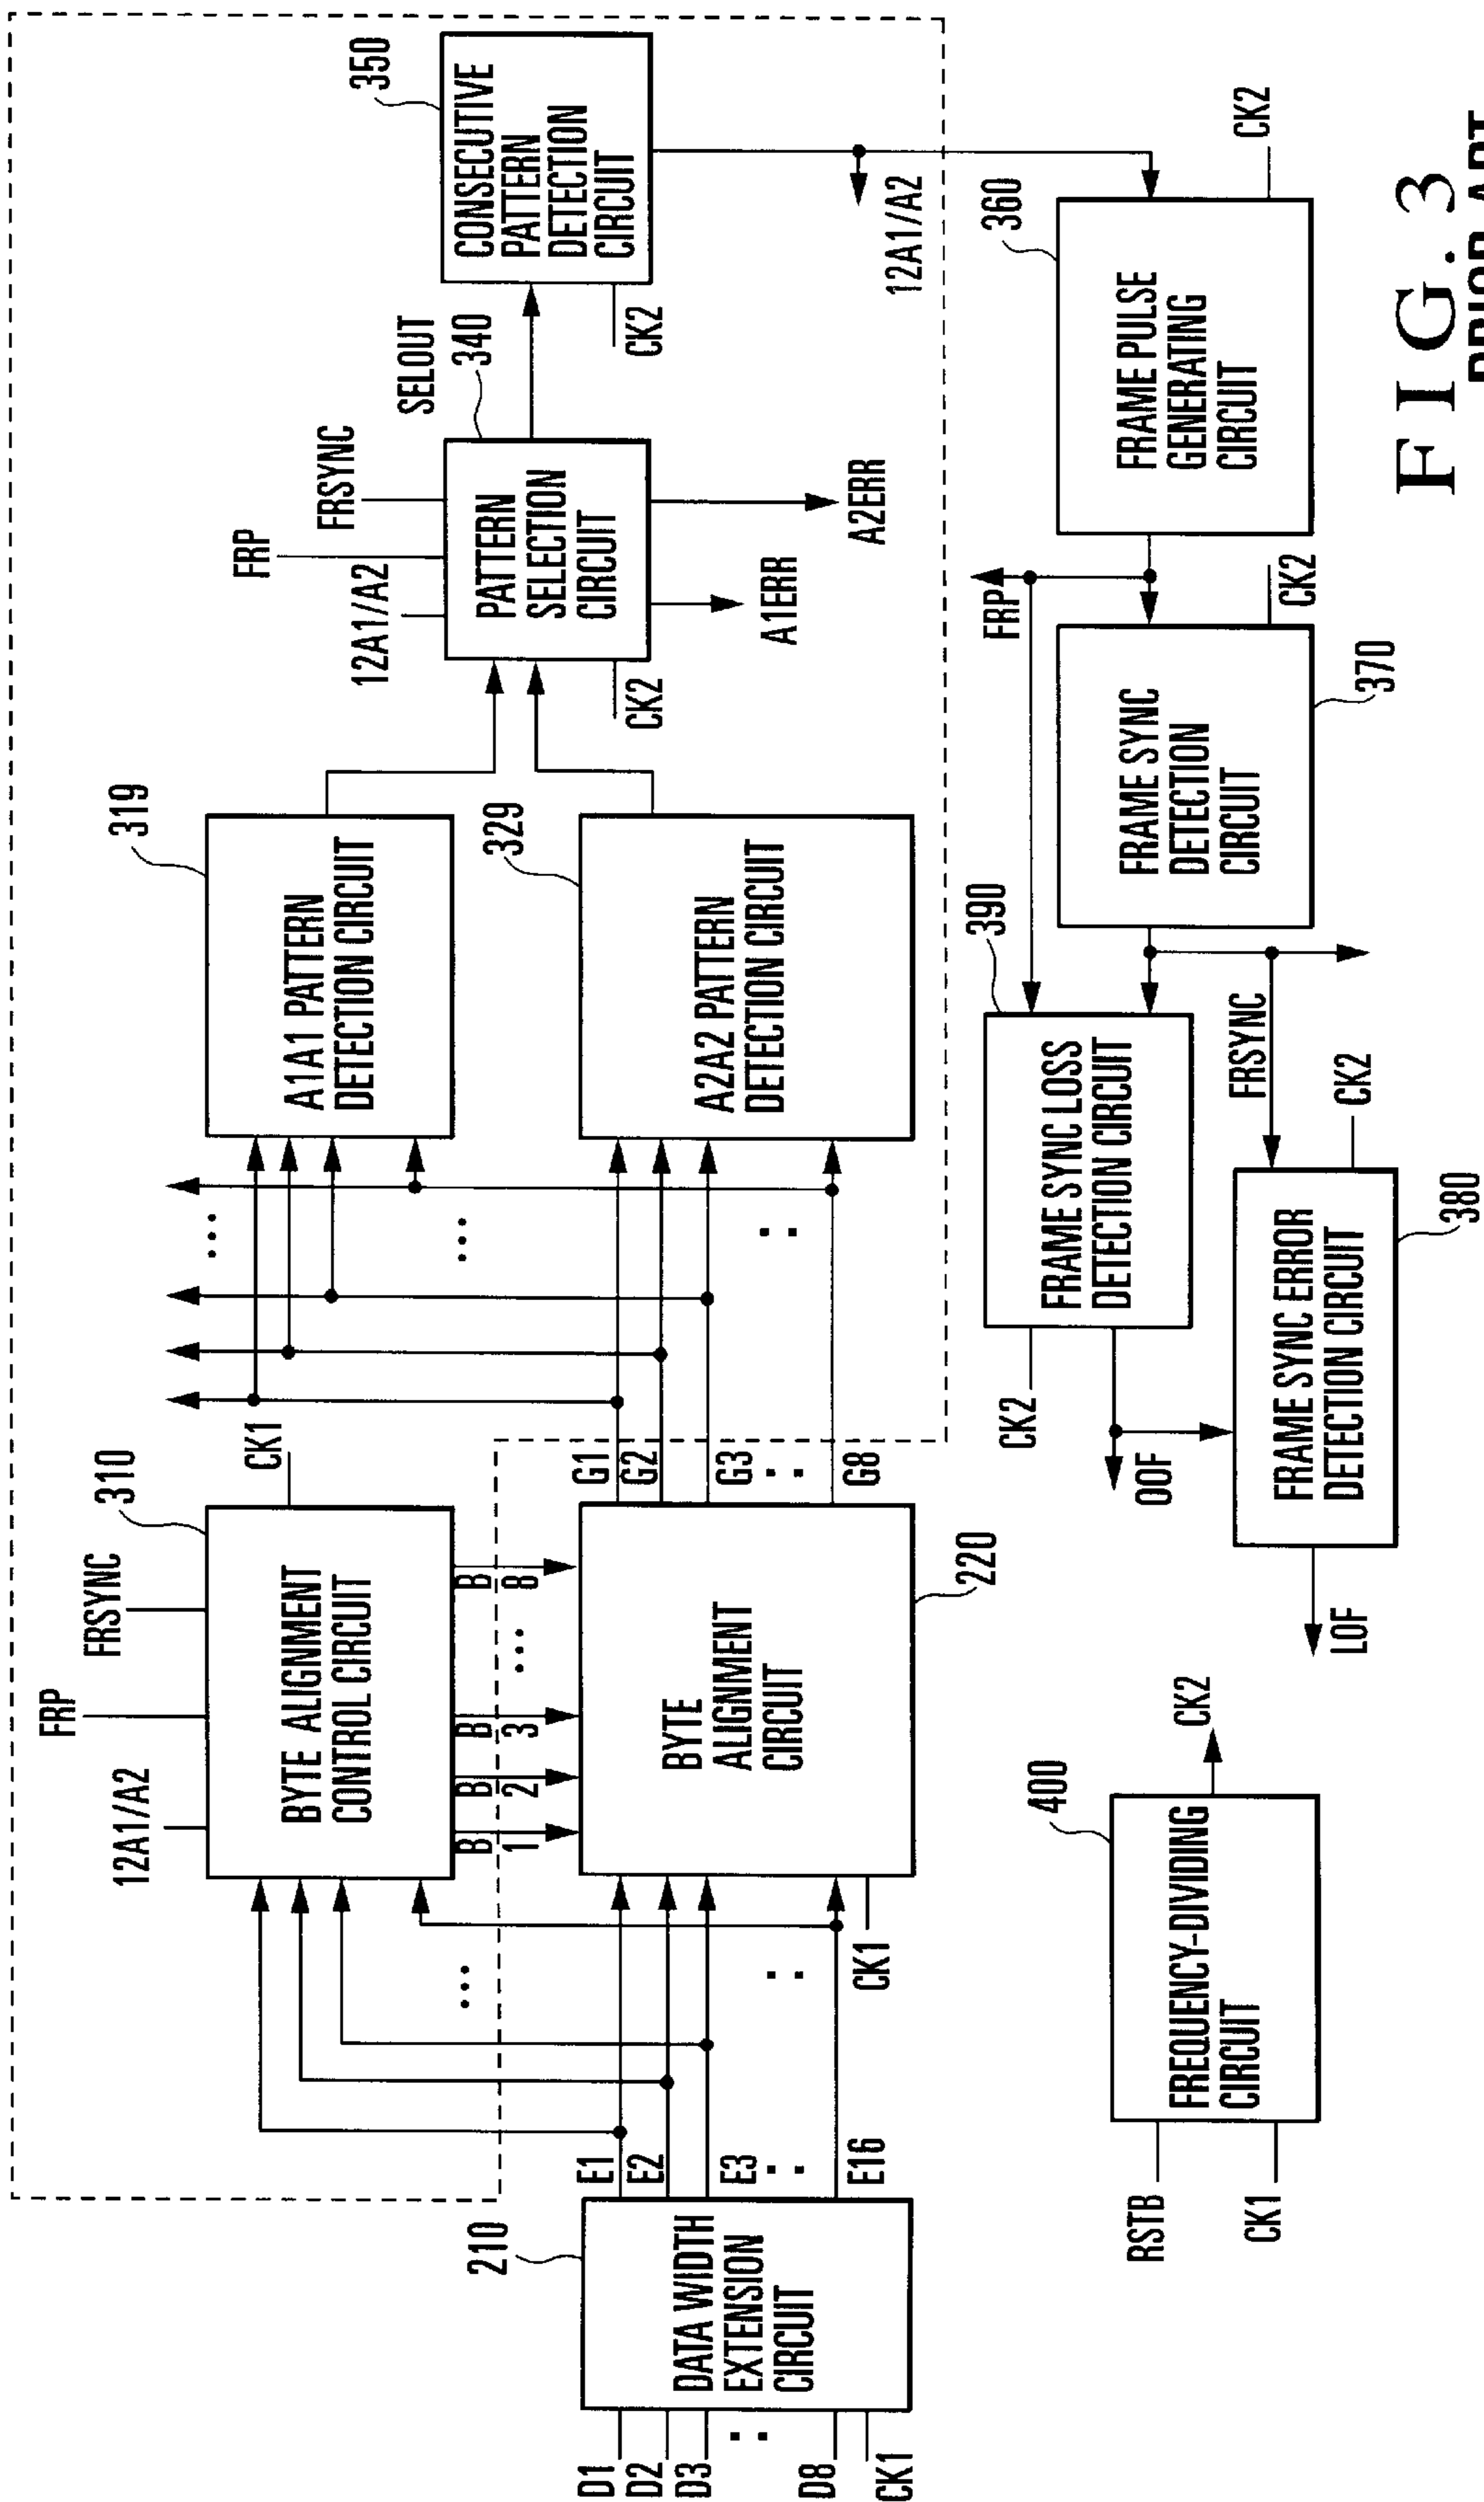 FRP
FRSYNC
12A1//A2
310
BYTE ALIGNMENT
CONTROL CIRCUIT
CK1
B1
B2
B3
...
B8
319
A1A1 PATTERN
DETECTION CIRCUIT
FRP
FRSYNC
12A1//A2
SELOUT
340
PATTERN
SELECTION
CIRCUIT
CK2
A1ERR
A2ERR
350
CONSECUTIVE
PATTERN
DETECTION
CIRCUIT
CK2
12A1//A2
210
DATA WIDTH
EXTENSION
CIRCUIT
D1
D2
D3
D8
CK1
E1
E2
E3
E16
BYTE
ALIGNMENT
CIRCUIT
CK1
220
G1
G2
G3
G8
329
A2A2 PATTERN
DETECTION CIRCUIT
400
FREQUENCY-DIVIDING
CIRCUIT
RSTB
CK1
CK2
390
FRAME SYNC LOSS
DETECTION CIRCUIT
CK2
OOF
FRSYNC
FRAME SYNC ERROR
DETECTION CIRCUIT
CK2
380
LOF
FRP
FRAME SYNC
DETECTION
CIRCUIT
CK2
370
360
FRAME PULSE
GENERATING
CIRCUIT
CK2
FIG. 3
PRIOR ART